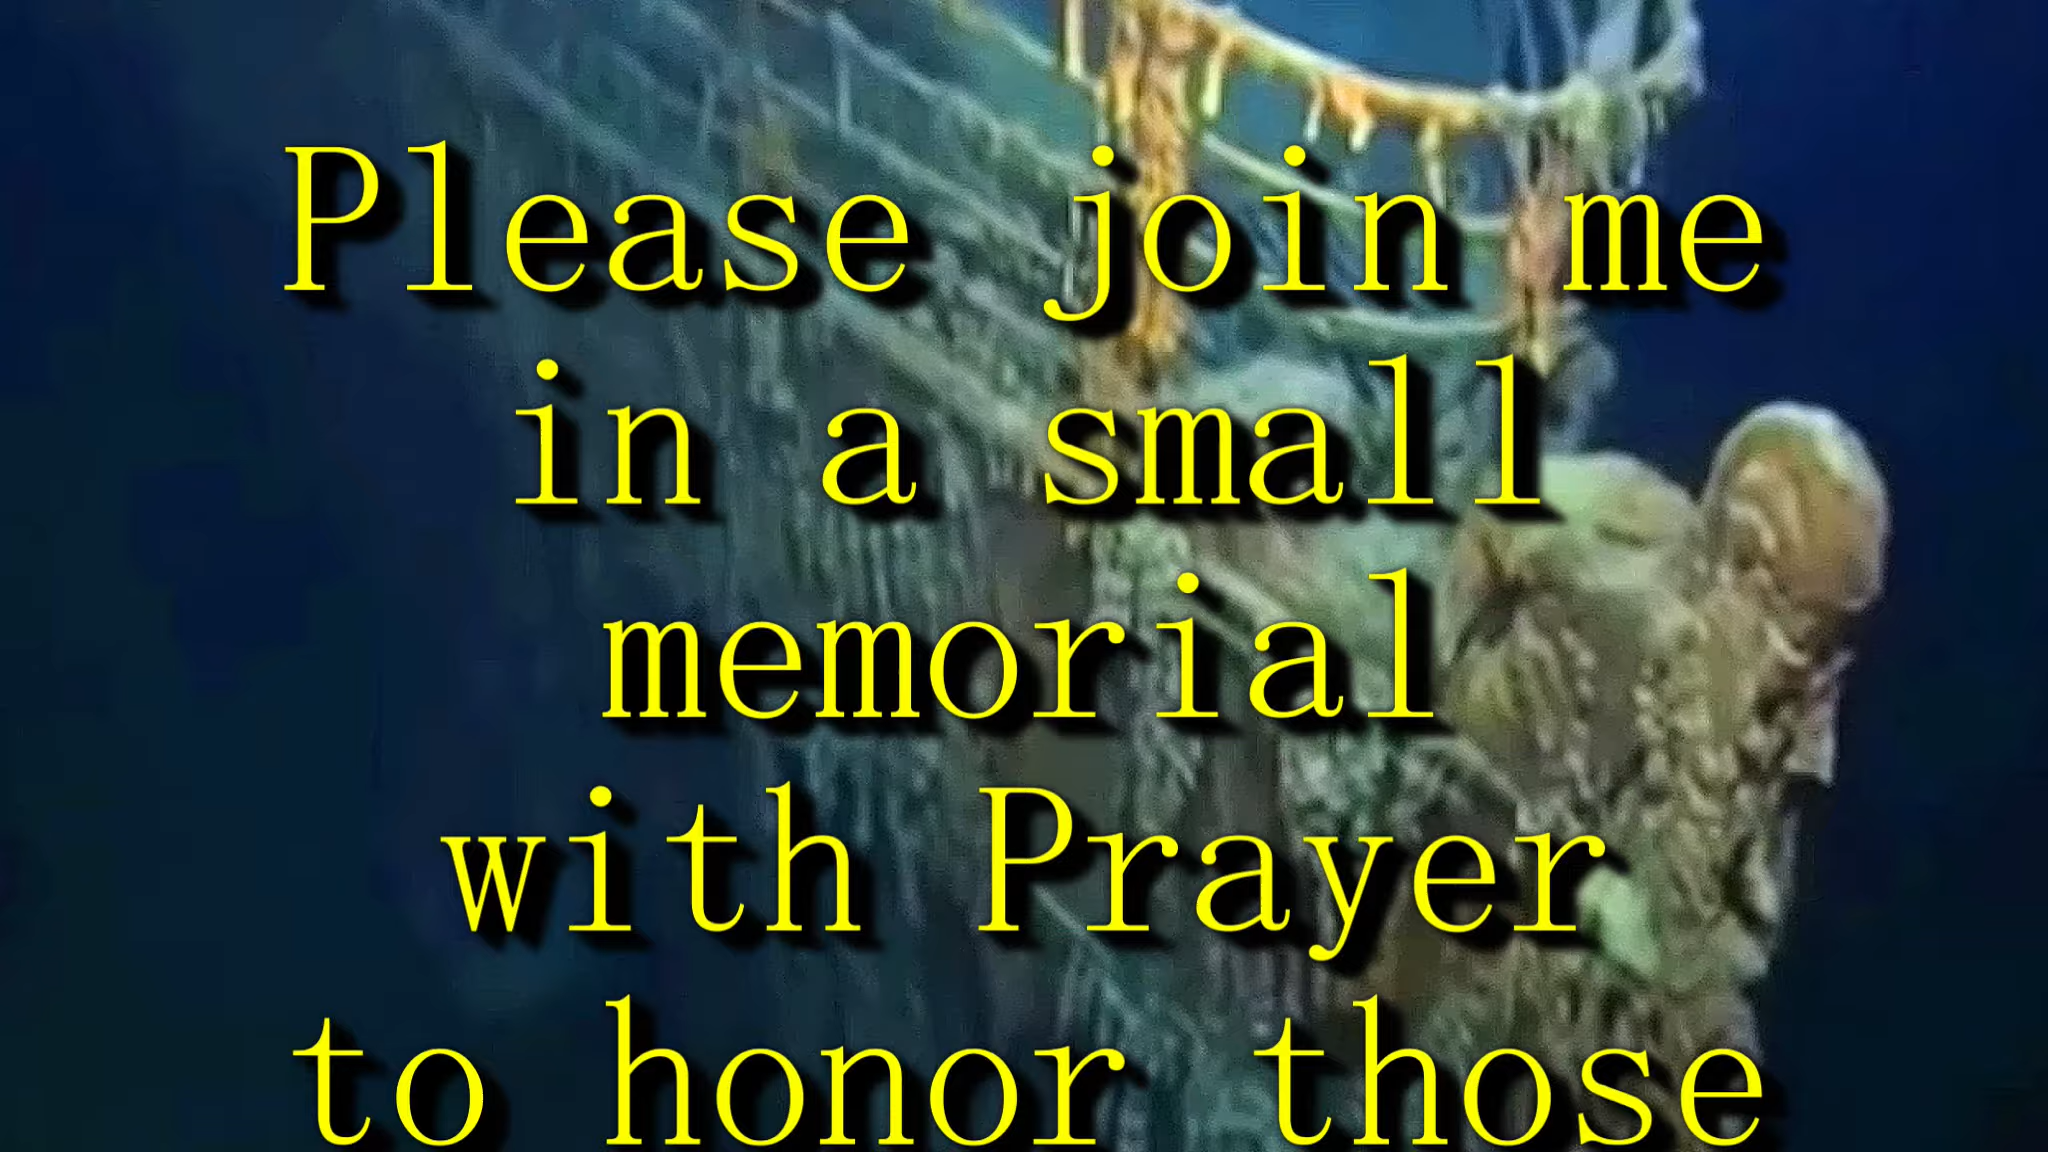 Please join me
in a small
memorial
with Prayer
to honor those